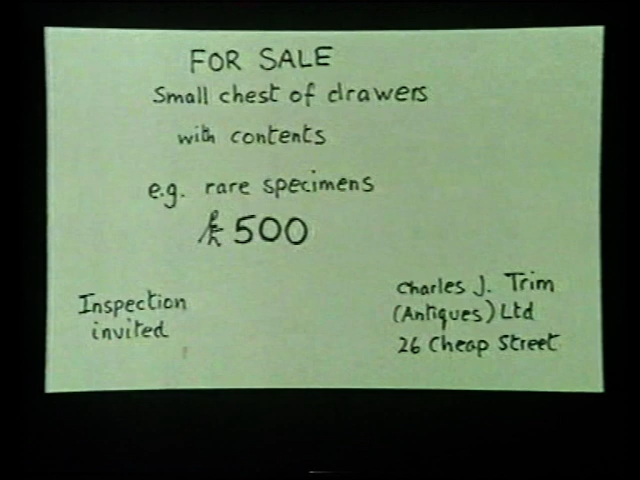 FOR SALE
Small chest of drawers
with contents
e.g. rare specimens
£500
Inspection
invited
Charles J. Trim
(Antiques) Ltd
26 Cheap Street